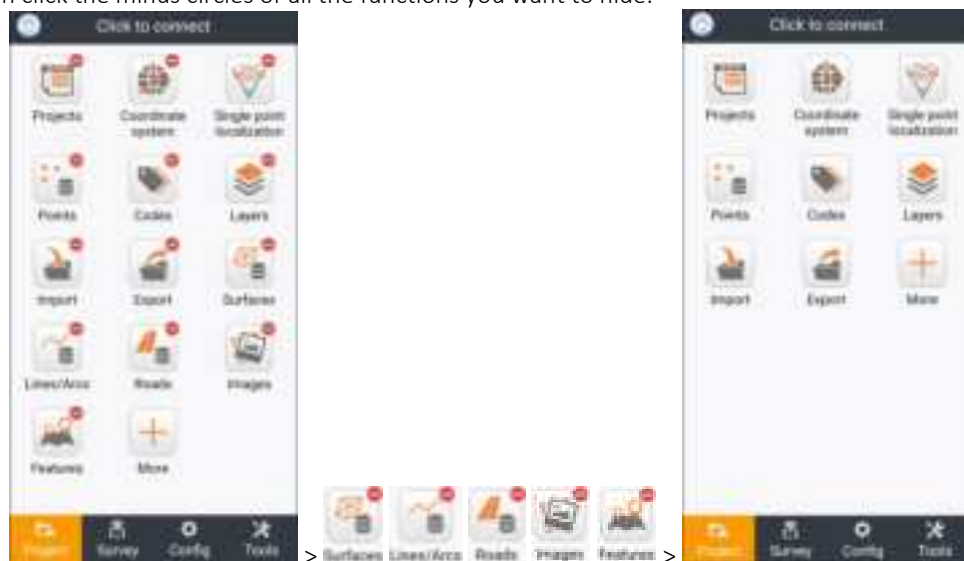 n click the minus circles of all the functions you want to hide.
Click to connect
Projects Coordinate system Single point localization
Points Codes Layers
Import Export Surfaces
Lines/Arcs Roads Images
Features More
Project Survey Config Tools
> Surfaces Lines/Arcs Roads Images Features >
Click to connect
Projects Coordinate system Single point localization
Points Codes Layers
Import Export More
Project Survey Config Tools